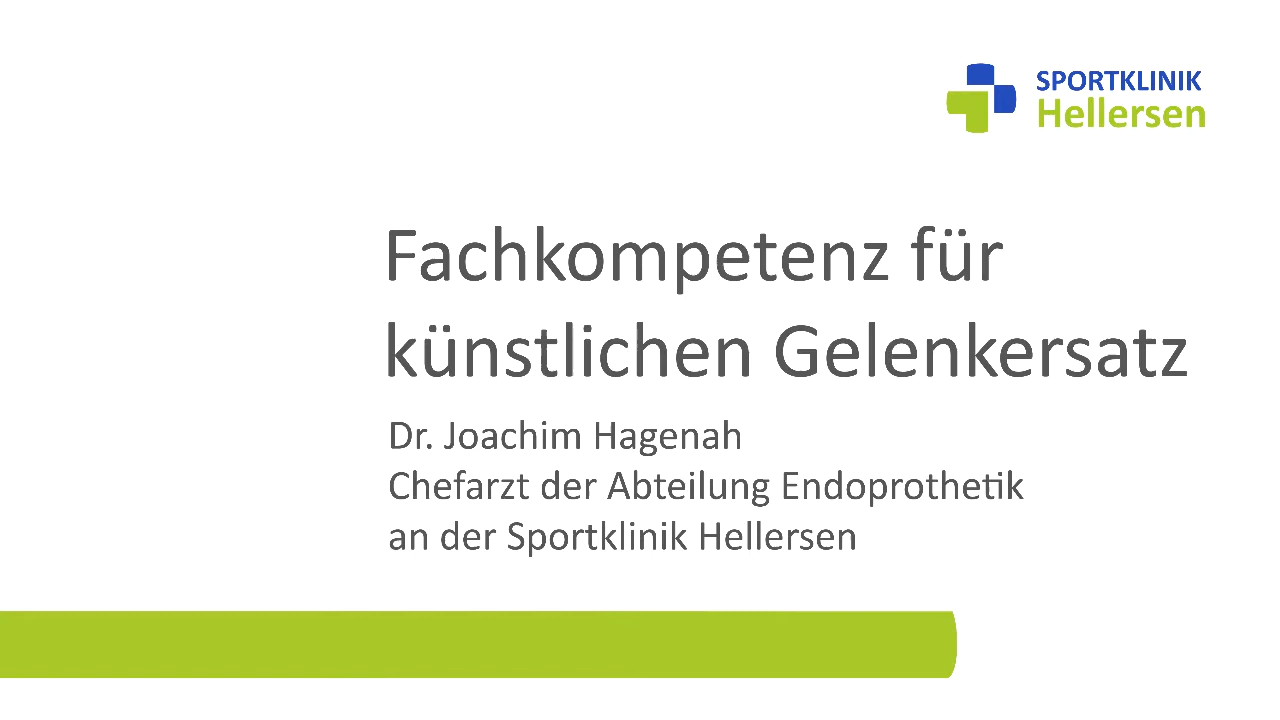 SPORTKLINIK
Hellersen
Fachkompetenz für
künstlichen Gelenkersatz
Dr. Joachim Hagenah
Chefarzt der Abteilung Endoprothetik
an der Sportklinik Hellersen